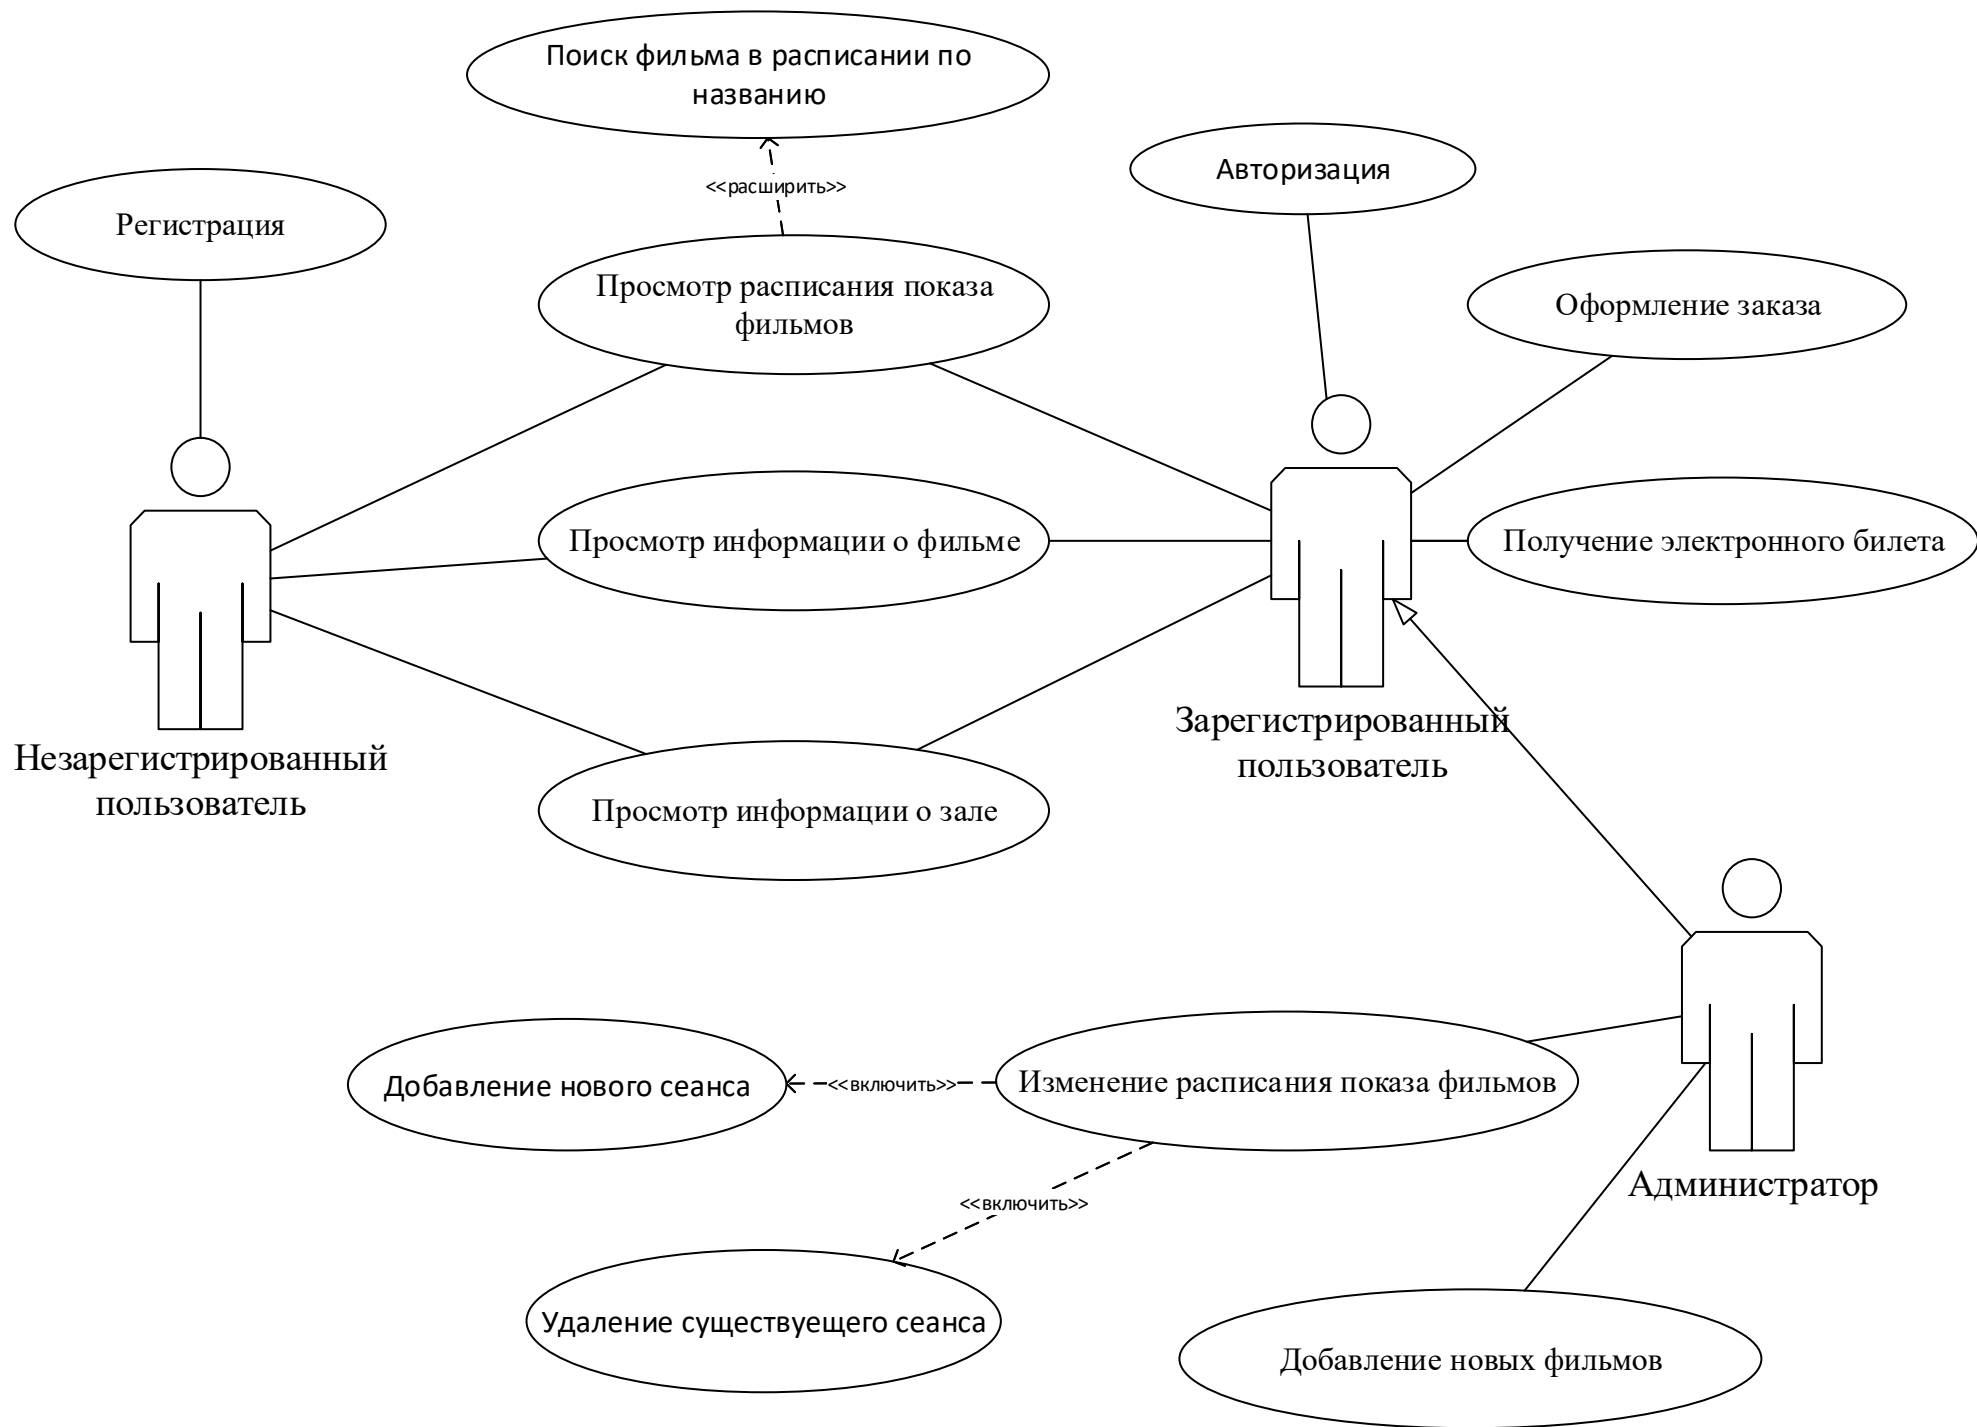 Поиск фильма в расписании по
названию
Авторизация
<<расширить>>
Регистрация
Просмотр расписания показа
фильмов
Оформление заказа
Просмотр информации о фильме
Получение электронного билета
Зарегистрированный
пользователь
Незарегистрированный
пользователь
Просмотр информации о зале
Добавление нового сеанса
<<включить>>
Изменение расписания показа фильмов
Администратор
<<включить>>
Удаление существуещего сеанса
Добавление новых фильмов